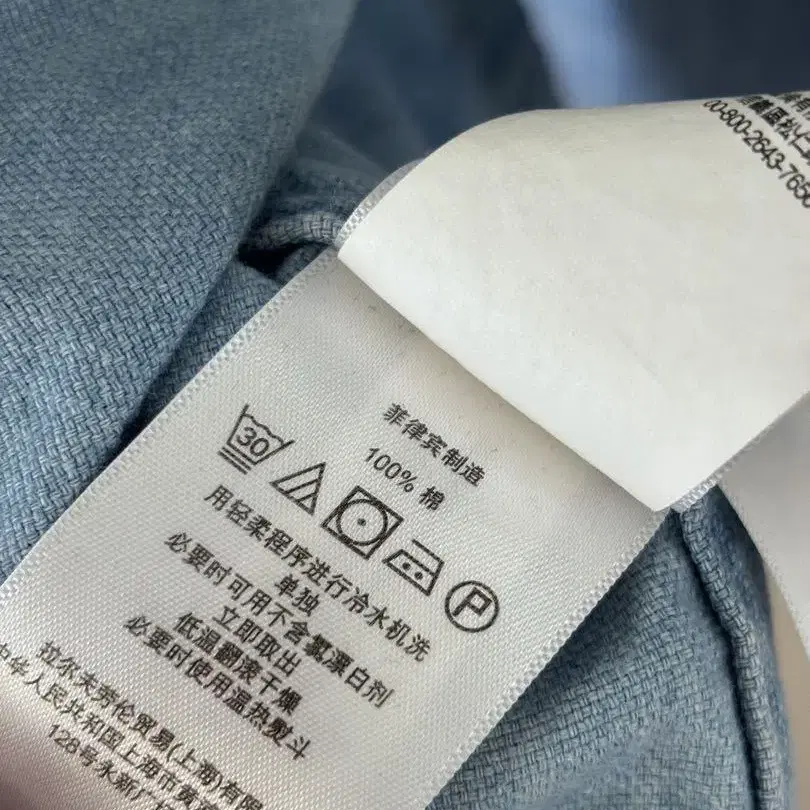 00-800-2643-7656
菲律宾制造
100% 棉
30
P
用轻柔程序进行冷水机洗
单独
必要时可用不含氯漂白剂
立即取出
低温翻滚干燥
必要时使用温热熨斗
拉尔夫劳伦贸易(上海)有限
中华人民共和国上海市黄
128号永新广